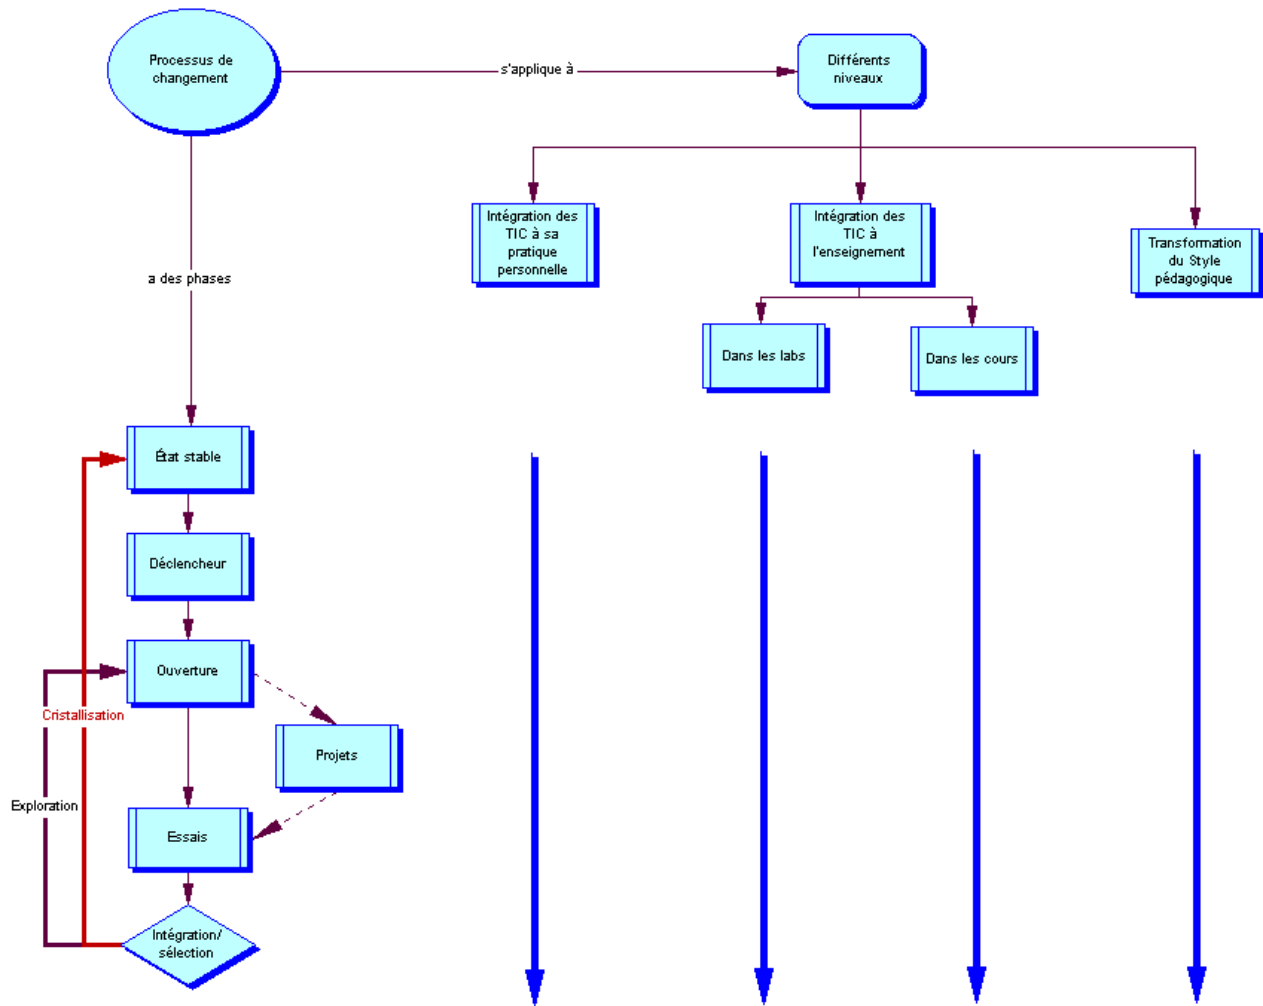 Processus de
changement
s'applique à
Différents
niveaux
Intégration des
TIC à sa
pratique
personnelle
Intégration des
TIC à
l'enseignement
Transformation
du Style
pédagogique
a des phases
Dans les labs
Dans les cours
État stable
Déclencheur
Ouverture
Cristallisation
Projets
Exploration
Essais
Intégration/
sélection